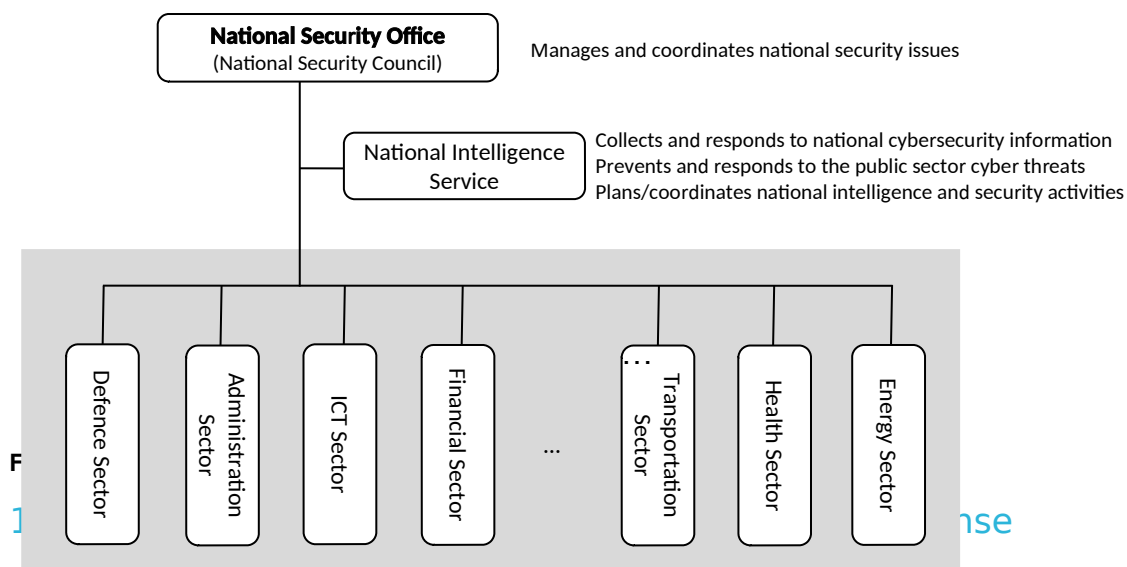 National Security Office
(National Security Council)
Manages and coordinates national security issues
National Intelligence
Service
Collects and responds to national cybersecurity information
Prevents and responds to the public sector cyber threats
Plans/coordinates national intelligence and security activities
Defence Sector
Administration
Sector
ICT Sector
Financial Sector
...
...
Transportation
Sector
Health Sector
Energy Sector